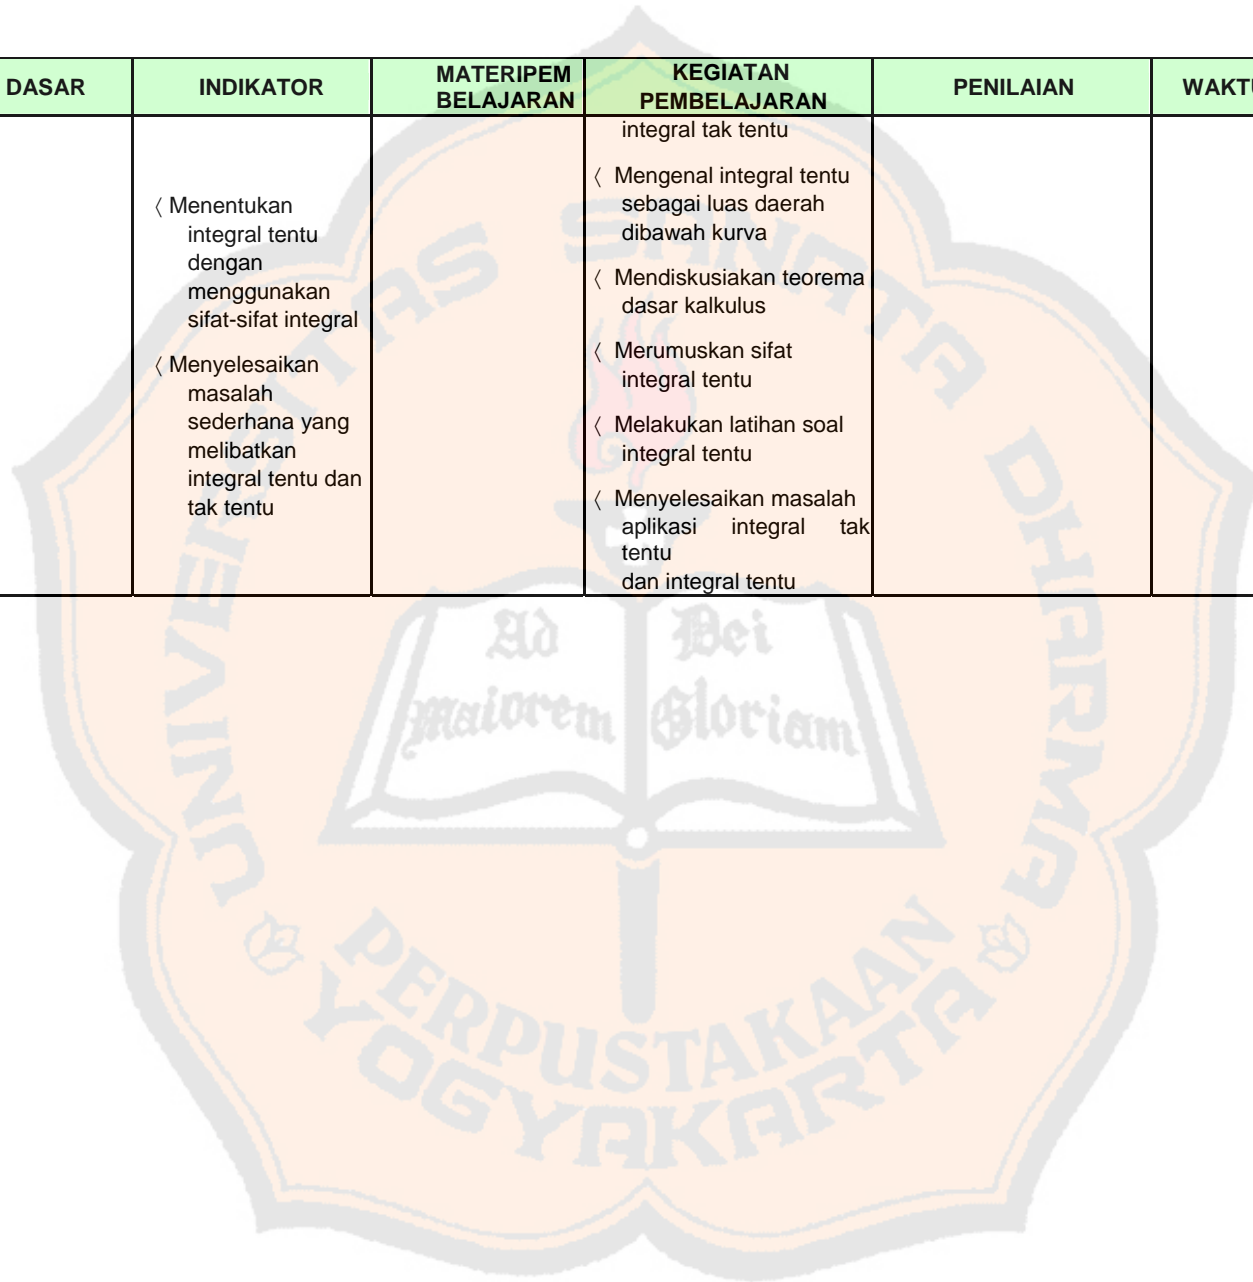 DASAR
INDIKATOR
MATERIPEM
BELAJARAN
KEGIATAN
PEMBELAJARAN
PENILAIAN
〈 Menentukan
integral tentu
dengan
menggunakan
sifat-sifat integral
〈 Menyelesaikan
masalah
sederhana yang
melibatkan
integral tentu dan
tak tentu
integral tak tentu
〈 Mengenal integral tentu
sebagai luas daerah
dibawah kurva
〈 Mendiskusiakan teorema
dasar kalkulus
〈 Merumuskan sifat
integral tentu
〈 Melakukan latihan soal
integral tentu
〈 Menyelesaikan masalah
aplikasi integral tak
tentu
dan integral tentu
UNIVERSITAS SANATA DHARMA
Ad Dei
Maiorem Gloriam
PERPUSTAKAAN
YOGYAKARTA